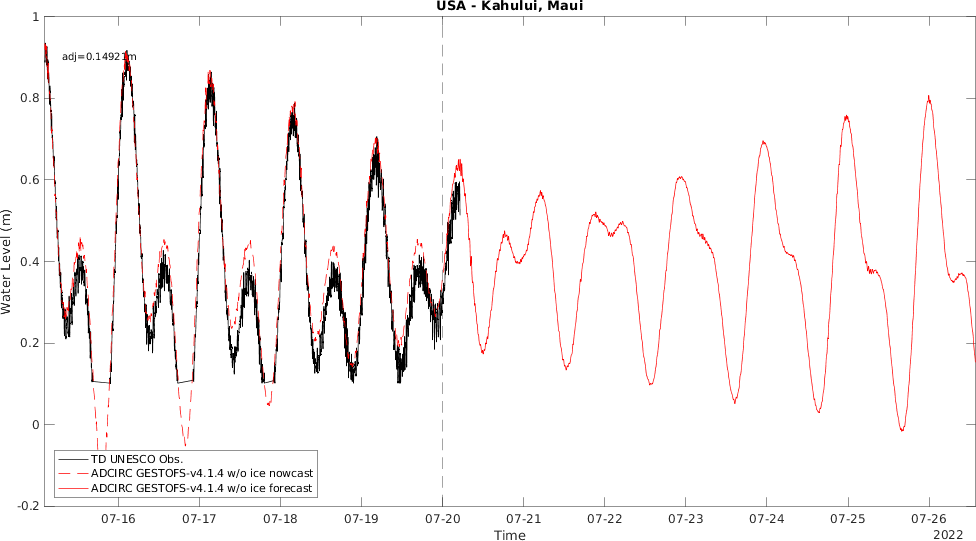 USA - Kahului, Maui
1
0.8
0.6
0.4
0.2
0
-0.2
Water Level (m)
adj=0.14921m
TD UNESCO Obs.
ADCIRC GESTOFS-v4.1.4 w/o ice nowcast
ADCIRC GESTOFS-v4.1.4 w/o ice forecast
07-16 07-17 07-18 07-19 07-20 07-21 07-22 07-23 07-24 07-25 07-26
Time
2022